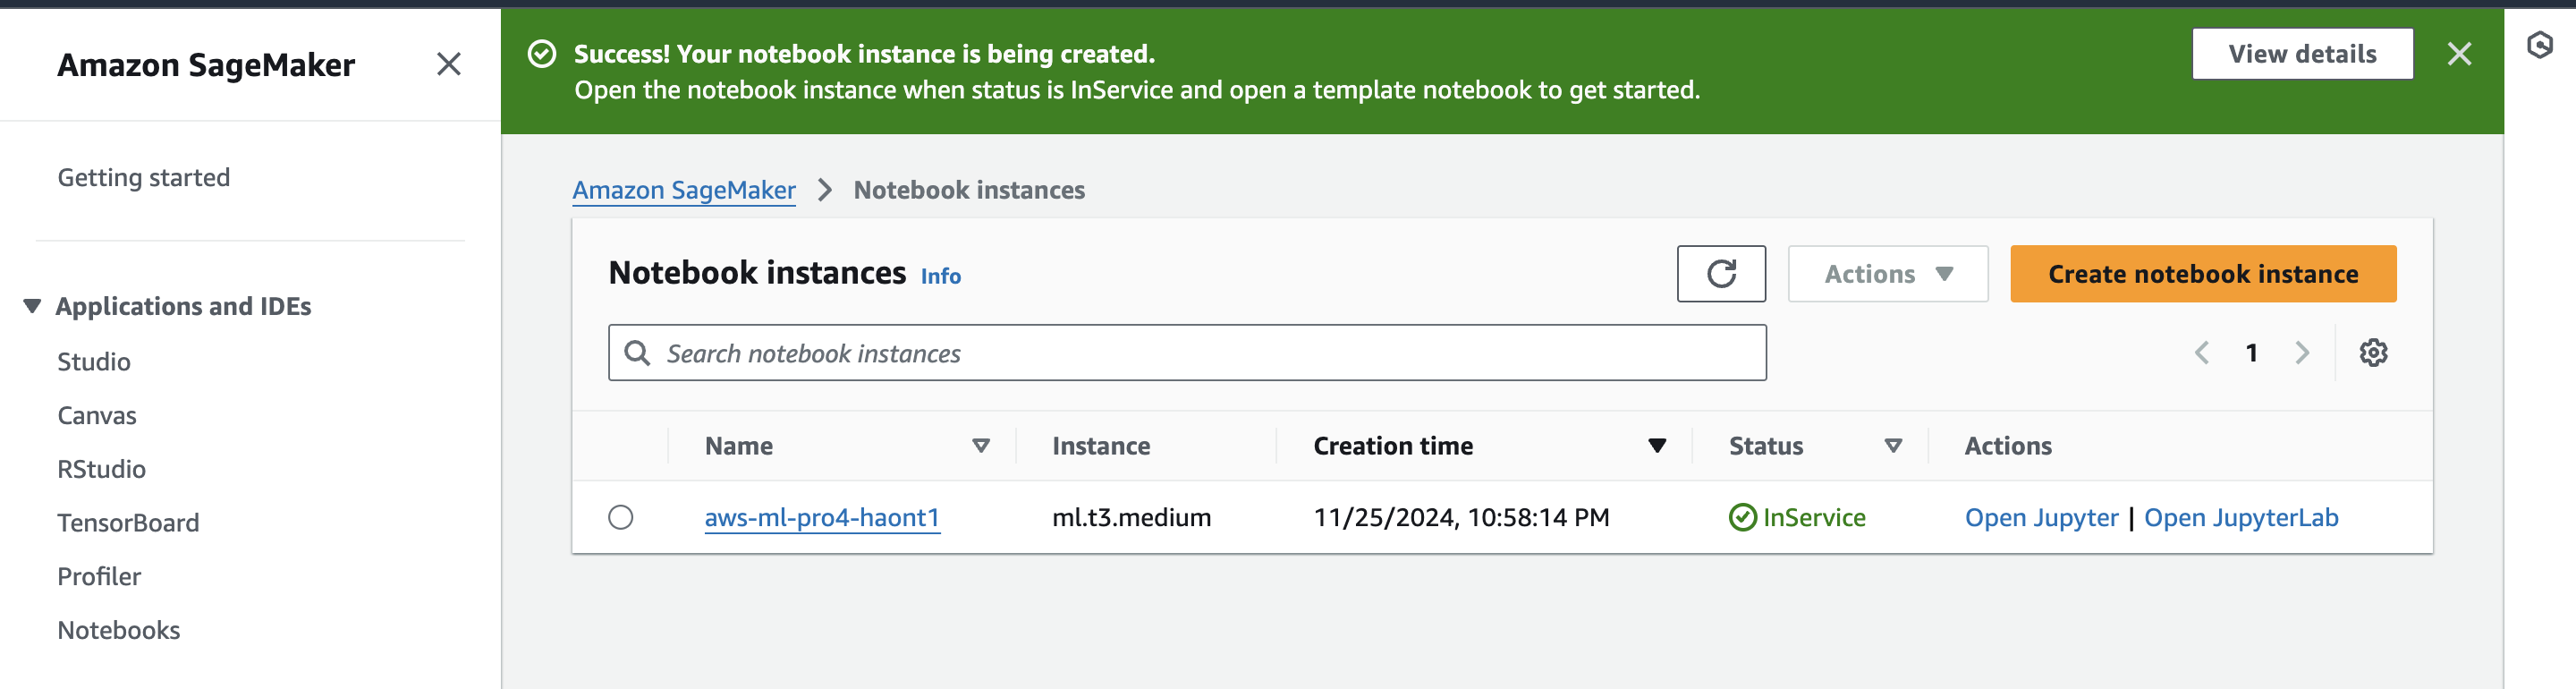 Amazon SageMaker
Getting started
Applications and IDEs
Studio
Canvas
RStudio
TensorBoard
Profiler
Notebooks
Success! Your notebook instance is being created.
Open the notebook instance when status is InService and open a template notebook to get started.
View details
Amazon SageMaker > Notebook instances
Notebook instances Info
Actions
Create notebook instance
Search notebook instances
1
Name Instance Creation time Status Actions
aws-ml-pro4-haont1 ml.t3.medium 11/25/2024, 10:58:14 PM InService Open Jupyter | Open JupyterLab